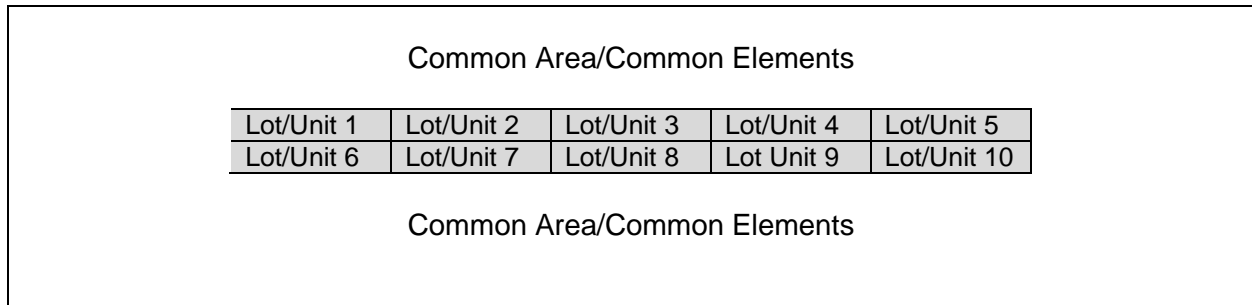 Common Area/Common Elements
Lot/Unit 1 Lot/Unit 2 Lot/Unit 3 Lot/Unit 4 Lot/Unit 5
Lot/Unit 6 Lot/Unit 7 Lot/Unit 8 Lot Unit 9 Lot/Unit 10
Common Area/Common Elements